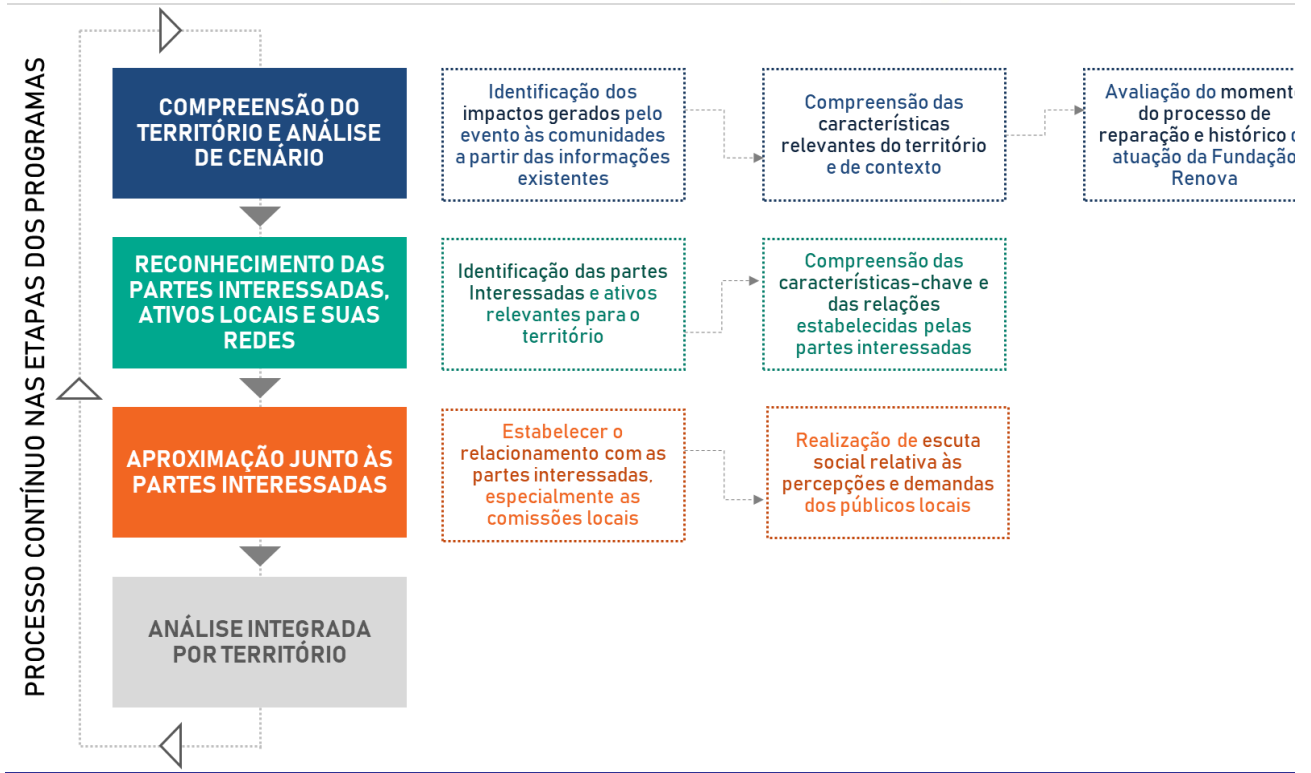 PROCESSO CONTÍNUO NAS ETAPAS DOS PROGRAMAS
COMPREENSÃO DO
TERRITÓRIO E ANÁLISE
DE CENÁRIO
Identificação dos
impactos gerados pelo
evento às comunidades
a partir das informações
existentes
Compreensão das
características
relevantes do território
e de contexto
Avaliação do momento
do processo de
reparação e histórico
atuação da Fundação
Renova
RECONHECIMENTO DAS
PARTES INTERESSADAS,
ATIVOS LOCAIS E SUAS
REDES
Identificação das partes
Interessadas e ativos
relevantes para o
território
Compreensão das
características-chave e
das relações
estabelecidas pelas
partes interessadas
APROXIMAÇÃO JUNTO ÀS
PARTES INTERESSADAS
Estabelecer o
relacionamento com as
partes interessadas,
especialmente as
comissões locais
Realização de escuta
social relativa às
percepções e demandas
dos públicos locais
ANÁLISE INTEGRADA
POR TERRITÓRIO